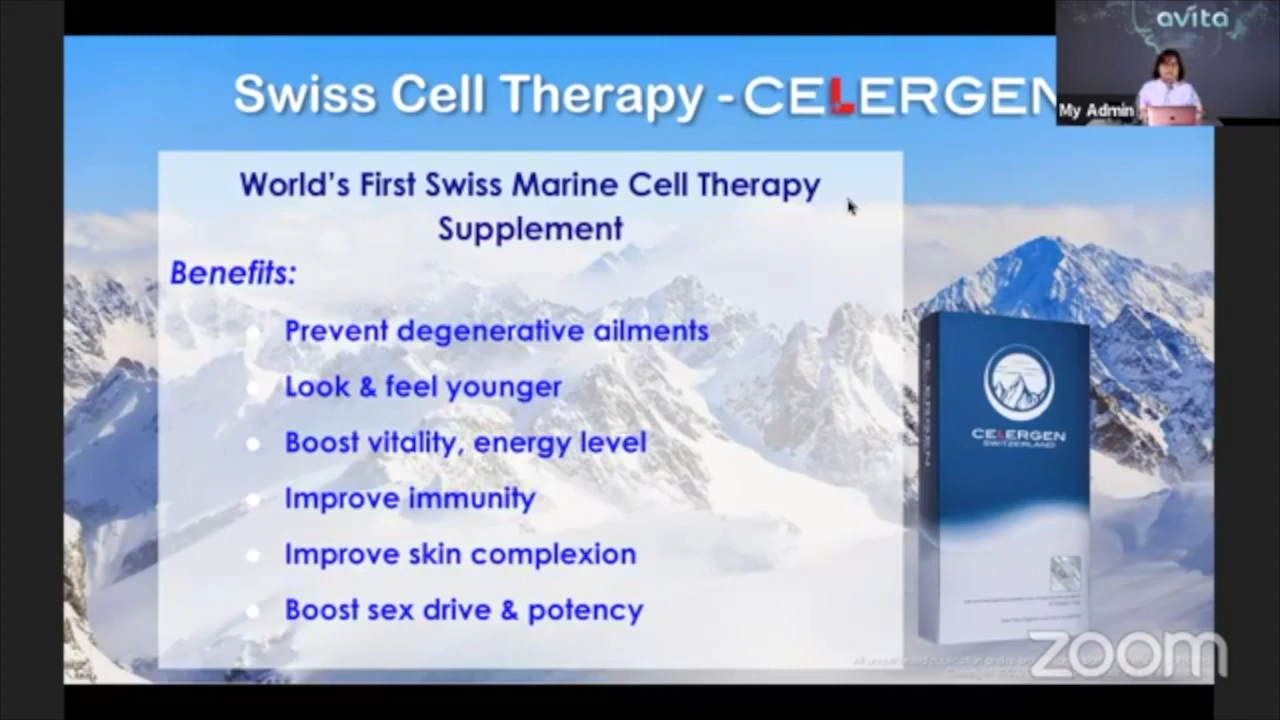 Swiss Cell Therapy - CELERGEN
avita
My Admin
World's First Swiss Marine Cell Therapy
Supplement
Benefits:
Prevent degenerative ailments
Look & feel younger
Boost vitality, energy level
Improve immunity
Improve skin complexion
Boost sex drive & potency
CELERGEN
CELERGEN
SWITZERLAND
zoom